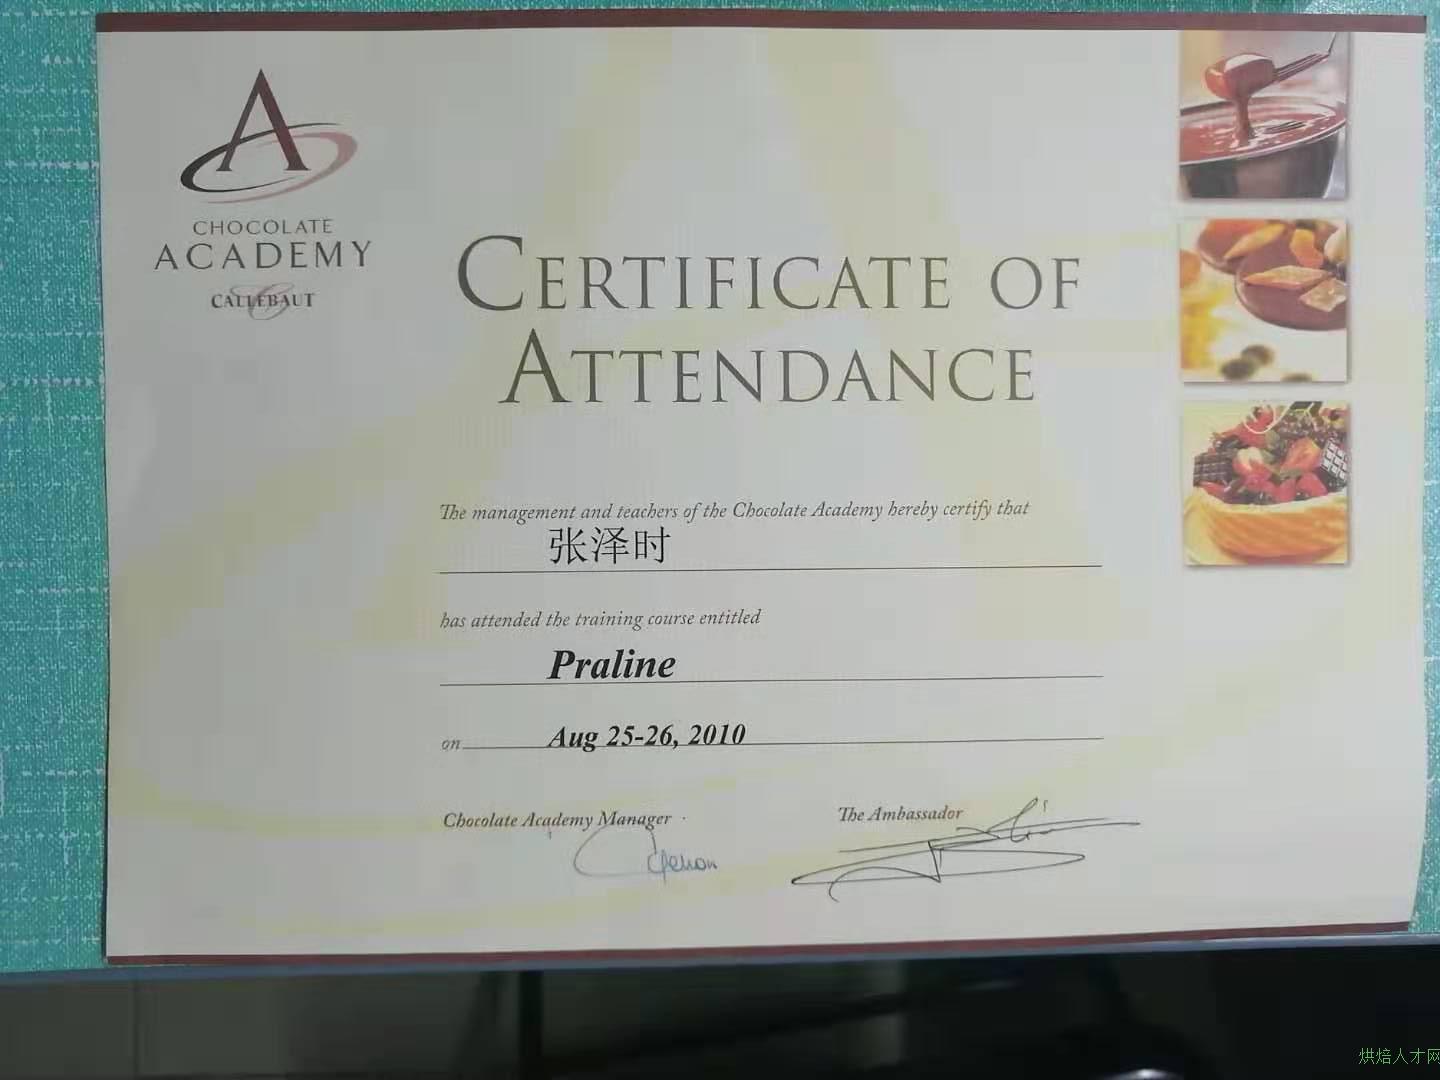 A
CHOCOLATE
ACADEMY
CALLEBAUT
CERTIFICATE OF
ATTENDANCE
The management and teachers of the Chocolate Academy hereby certify that
张泽时
has attended the training course entitled
Praline
on Aug 25-26, 2010
Chocolate Academy Manager
The Ambassador
烘焙人才网